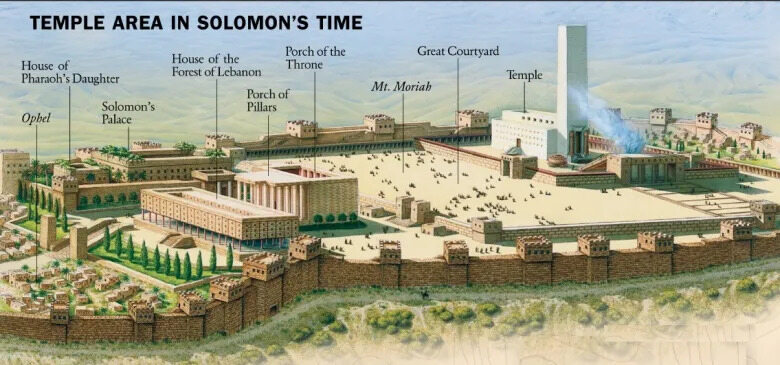 TEMPLE AREA IN SOLOMON'S TIME
House of
Pharaoh's Daughter
Ophel
Solomon's
Palace
House of the
Forest of Lebanon
Porch of
Pillars
Porch of the
Throne
Mt. Moriah
Great Courtyard
Temple